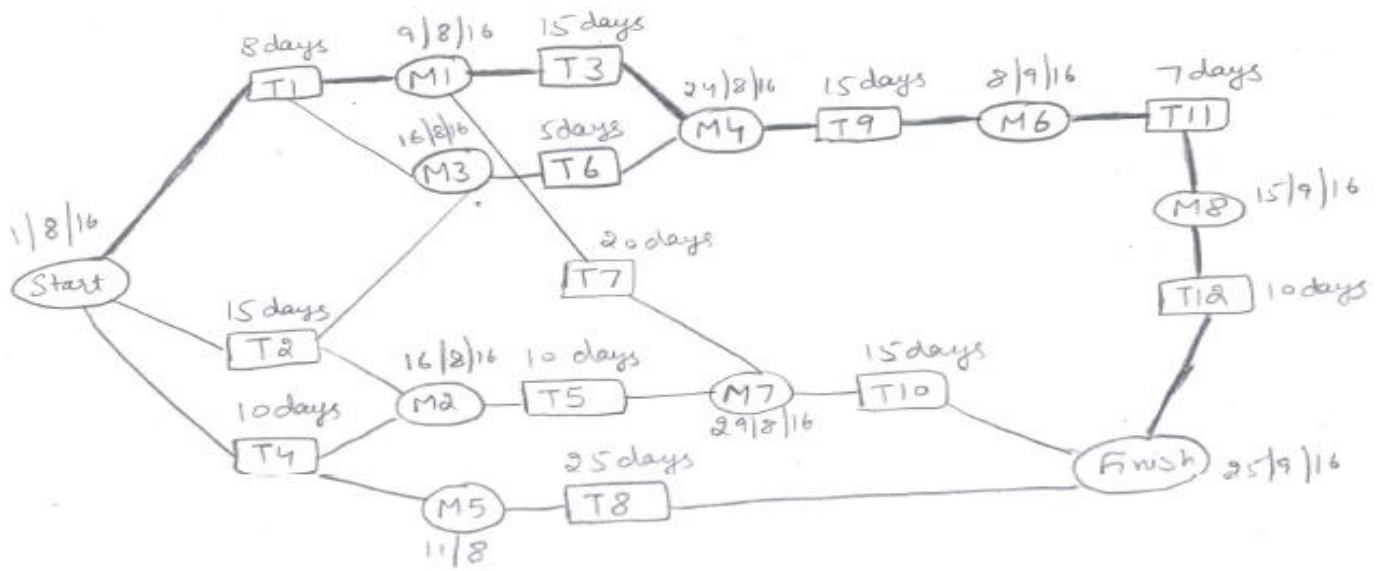 8 days
9/8/16
15 days
T1
M1
T3
24/8/16
15 days
8/9/16
7 days
16/8/16
5 days
M4
T9
M6
T11
M3
T6
1/8/16
M8
15/9/16
Start
20 days
T7
T12
10 days
15 days
T2
16/8/16
10 days
15 days
M2
T5
M7
T10
10 days
29/8/16
T4
25 days
Finish
25/9/16
M5
T8
11/8